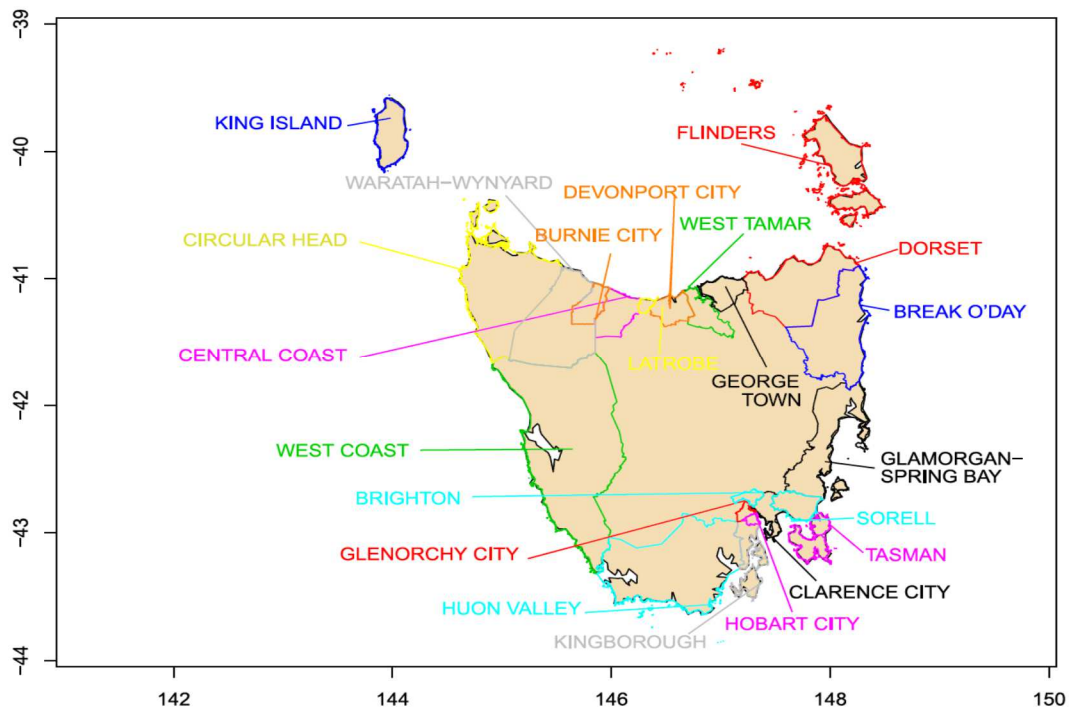 −39
−40
−41
−42
−43
−44
KING ISLAND
FLINDERS
WARATAH−WYNYARD
DEVONPORT CITY
WEST TAMAR
CIRCULAR HEAD
BURNIE CITY
DORSET
BREAK O'DAY
CENTRAL COAST
LATROBE
GEORGE
TOWN
WEST COAST
GLAMORGAN−
SPRING BAY
BRIGHTON
SORELL
GLENORCHY CITY
TASMAN
CLARENCE CITY
HUON VALLEY
HOBART CITY
KINGBOROUGH
142
144
146
148
150